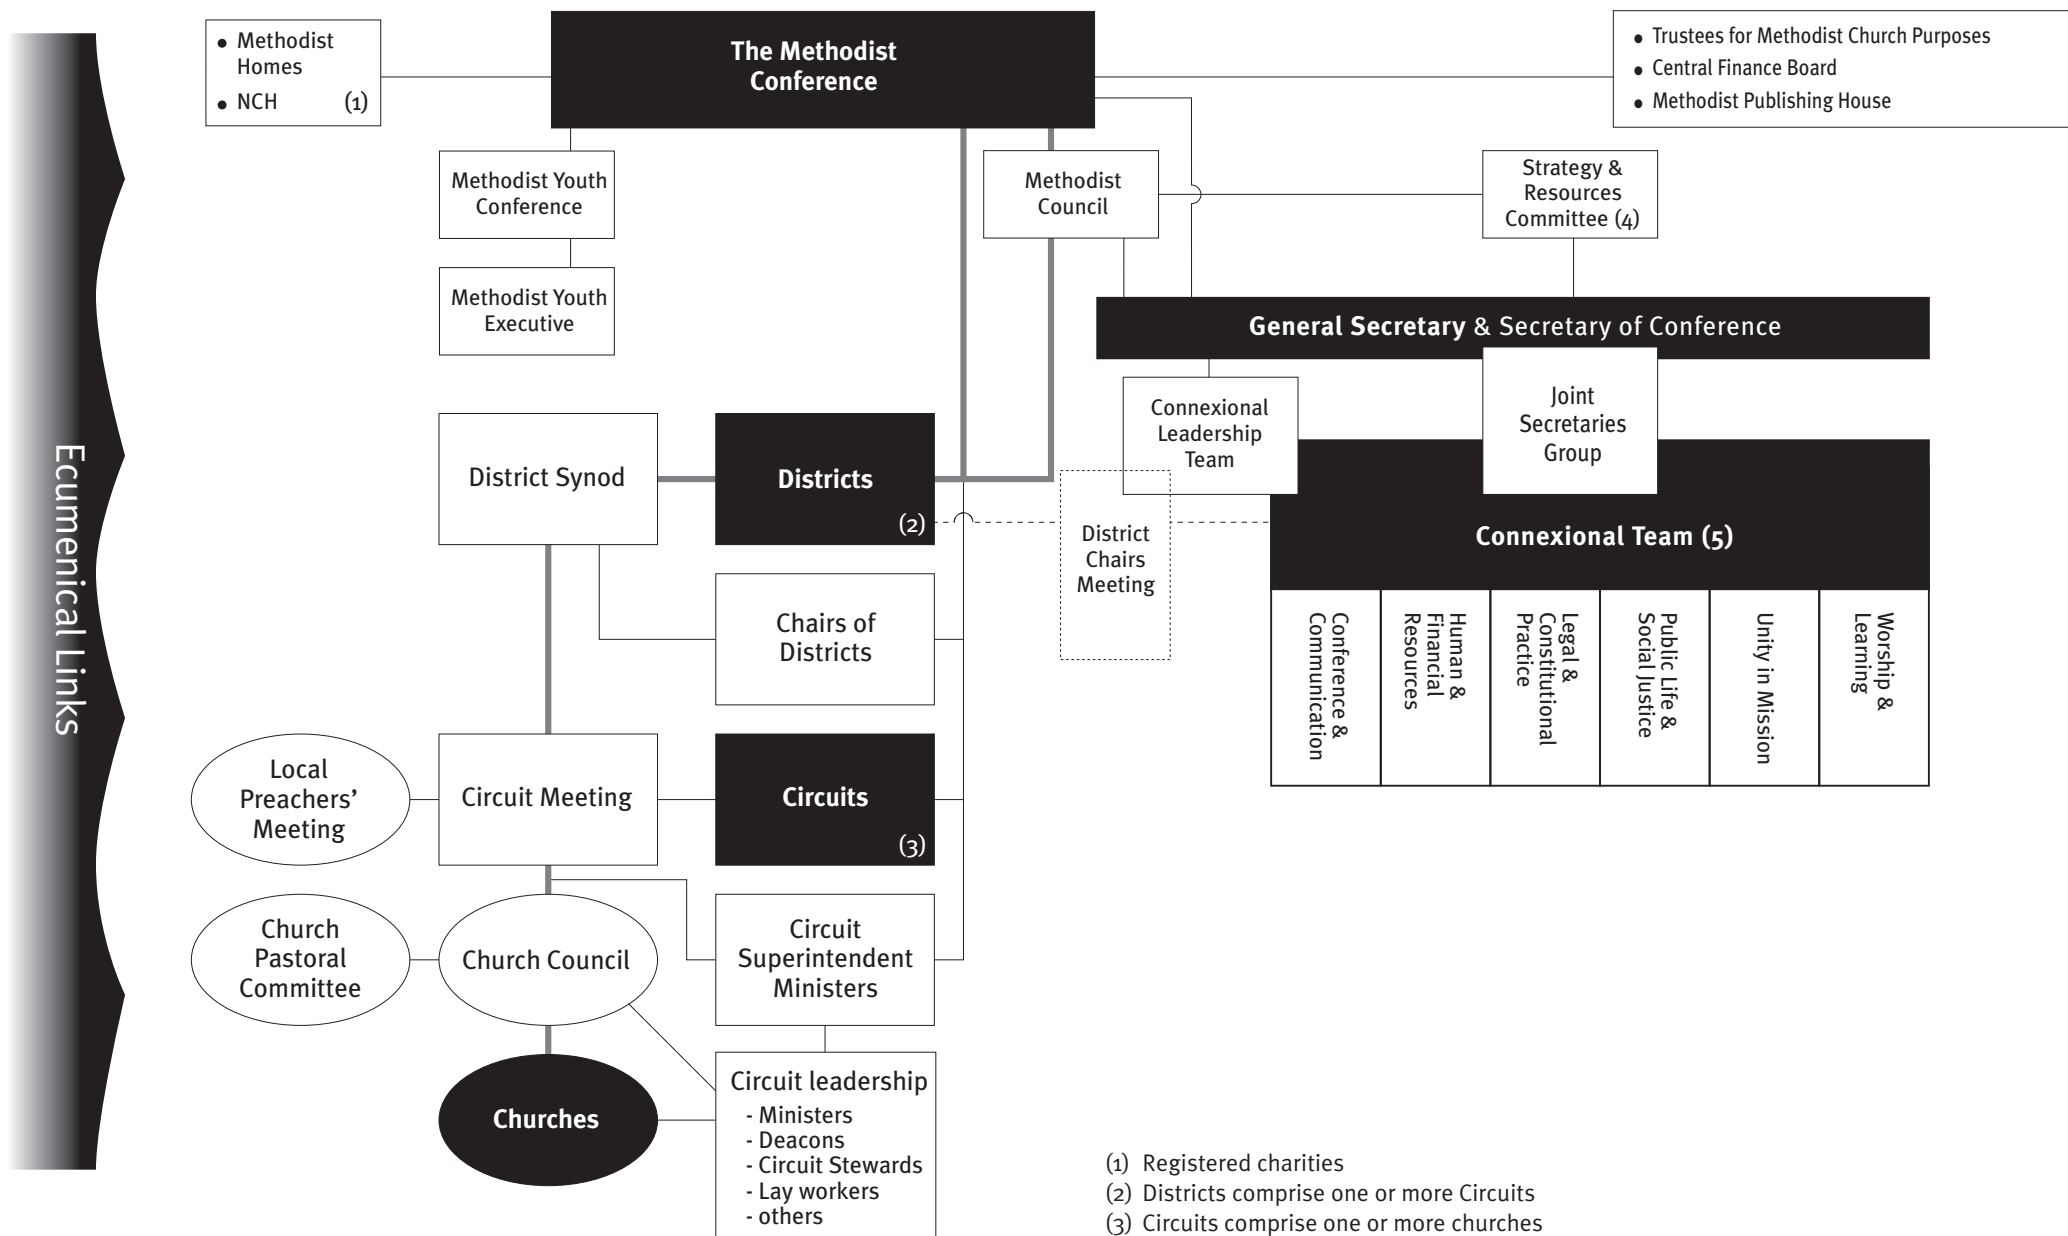 • Methodist
Homes
• NCH (1)
The Methodist
Conference
• Trustees for Methodist Church Purposes
• Central Finance Board
• Methodist Publishing House
Methodist Youth
Conference
Methodist
Council
Strategy &
Resources
Committee (4)
Methodist Youth
Executive
General Secretary & Secretary of Conference
Connexional
Leadership
Team
Joint
Secretaries
Group
Ecumenical Links
District Synod
Districts
(2)
District
Chairs
Meeting
Connexional Team (5)
Chairs of
Districts
Conference &
Communication
Human &
Financial
Resources
Legal &
Constitutional
Practice
Public Life &
Social Justice
Unity in Mission
Worship &
Learning
Local
Preachers’
Meeting
Circuit Meeting
Circuits
(3)
Church
Pastoral
Committee
Church Council
Circuit
Superintendent
Ministers
Churches
Circuit leadership
- Ministers
- Deacons
- Circuit Stewards
- Lay workers
- others
(1) Registered charities
(2) Districts comprise one or more Circuits
(3) Circuits comprise one or more churches